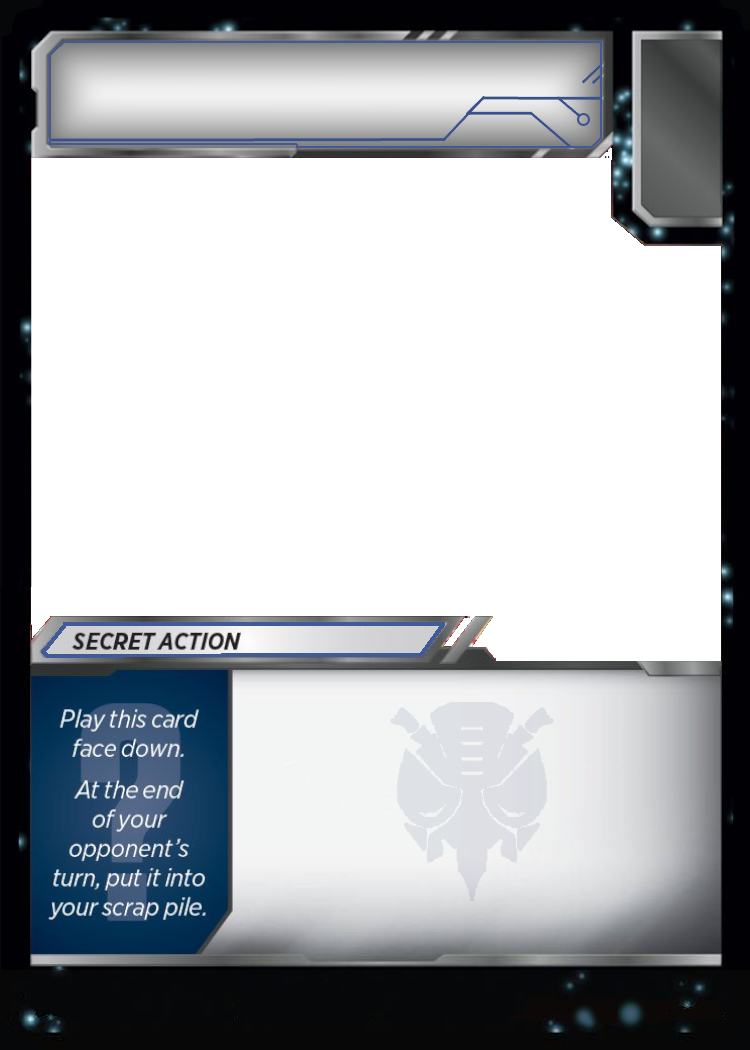 SECRET ACTION
Play this card
face down.
At the end
of your
opponent's
turn, put it into
your scrap pile.